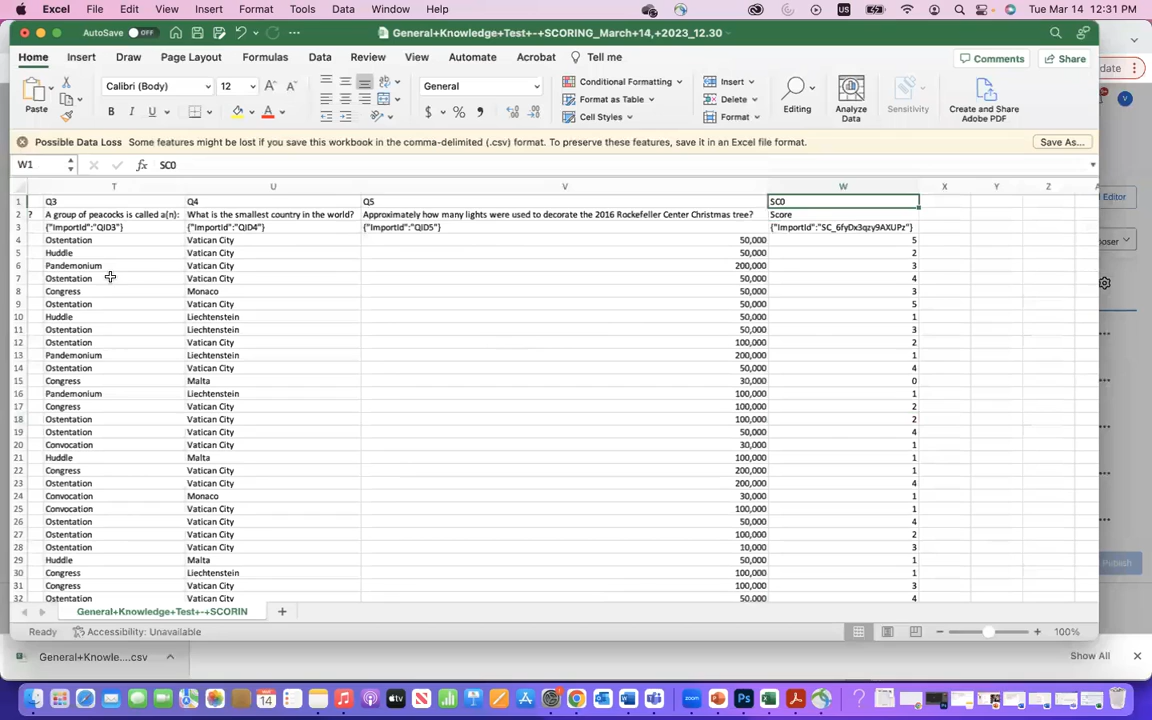 Excel File Edit View Insert Format Tools Data Window Help US Tue Mar 14 12:31 PM
AutoSave OFF General+Knowledge+Test+-+SCORING_March+14,+2023_12.30
Home Insert Draw Page Layout Formulas Data Review View Automate Acrobat Tell me Comments Share
Paste Calibri (Body) 12 A A General Conditional Formatting Insert Editing Analyze Data Sensitivity Create and Share Adobe PDF
B I U A $ % Format as Table Delete
Cell Styles Format
Possible Data Loss Some features might be lost if you save this workbook in the comma-delimited (.csv) format. To preserve these features, save it in an Excel file format. Save As...
W1 fx SC0
T U V W X Y Z
1 Q3 Q4 Q5 SC0
2 ? A group of peacocks is called a(n): What is the smallest country in the world? Approximately how many lights were used to decorate the 2016 Rockefeller Center Christmas tree? Score
3 {"ImportId":"QID3"} {"ImportId":"QID4"} {"ImportId":"QID5"} {"ImportId":"SC_6fyDx3qzy9AXUPz"}
4 Ostentation Vatican City 50,000 5
5 Huddle Vatican City 50,000 2
6 Pandemonium Vatican City 200,000 3
7 Ostentation Vatican City 50,000 4
8 Congress Monaco 50,000 3
9 Ostentation Vatican City 50,000 5
10 Huddle Liechtenstein 50,000 1
11 Ostentation Vatican City 50,000 3
12 Ostentation Vatican City 100,000 2
13 Pandemonium Liechtenstein 200,000 1
14 Ostentation Vatican City 50,000 4
15 Congress Malta 30,000 0
16 Pandemonium Liechtenstein 100,000 1
17 Congress Vatican City 100,000 2
18 Ostentation Vatican City 100,000 2
19 Ostentation Vatican City 50,000 4
20 Convocation Vatican City 30,000 1
21 Huddle Malta 100,000 1
22 Congress Vatican City 200,000 1
23 Ostentation Vatican City 200,000 4
24 Convocation Monaco 30,000 1
25 Convocation Vatican City 100,000 1
26 Ostentation Vatican City 50,000 4
27 Ostentation Vatican City 100,000 2
28 Ostentation Vatican City 10,000 3
29 Huddle Malta 100,000 1
30 Congress Liechtenstein 100,000 1
31 Congress Vatican City 100,000 3
32 Ostentation Vatican City 50,000 4
General+Knowledge+Test+-+SCORIN
Ready Accessibility: Unavailable 100%
General+Knowle....csv Show All
Editor
Publish